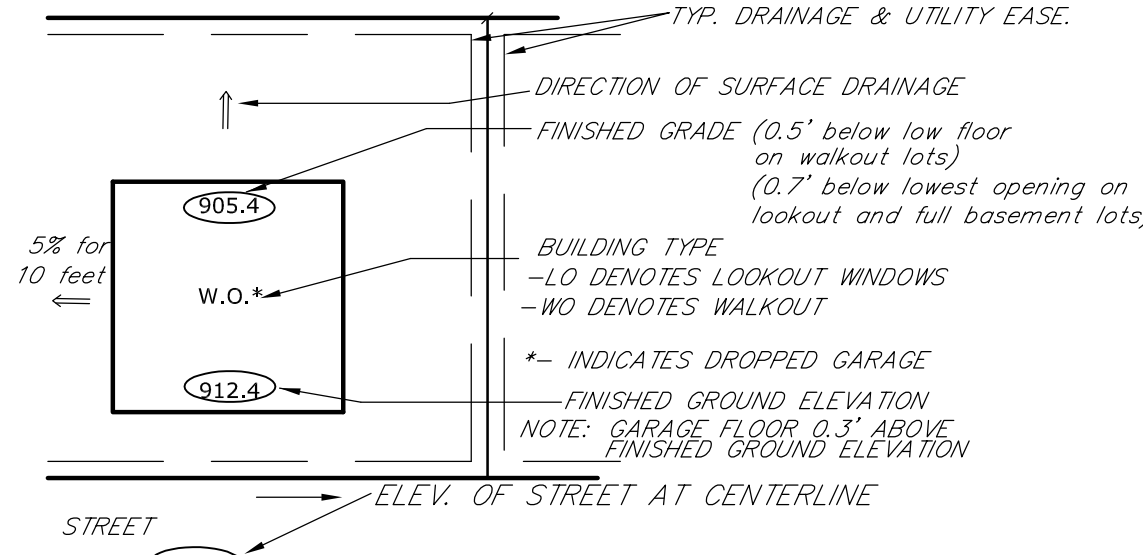 TYP. DRAINAGE & UTILITY EASE.
DIRECTION OF SURFACE DRAINAGE
FINISHED GRADE (0.5' below low floor
on walkout lots)
(0.7' below lowest opening on
lookout and full basement lots)
905.4
5% for
10 feet
W.O.*
BUILDING TYPE
-LO DENOTES LOOKOUT WINDOWS
-WO DENOTES WALKOUT
*- INDICATES DROPPED GARAGE
912.4
FINISHED GROUND ELEVATION
NOTE: GARAGE FLOOR 0.3' ABOVE
FINISHED GROUND ELEVATION
ELEV. OF STREET AT CENTERLINE
STREET